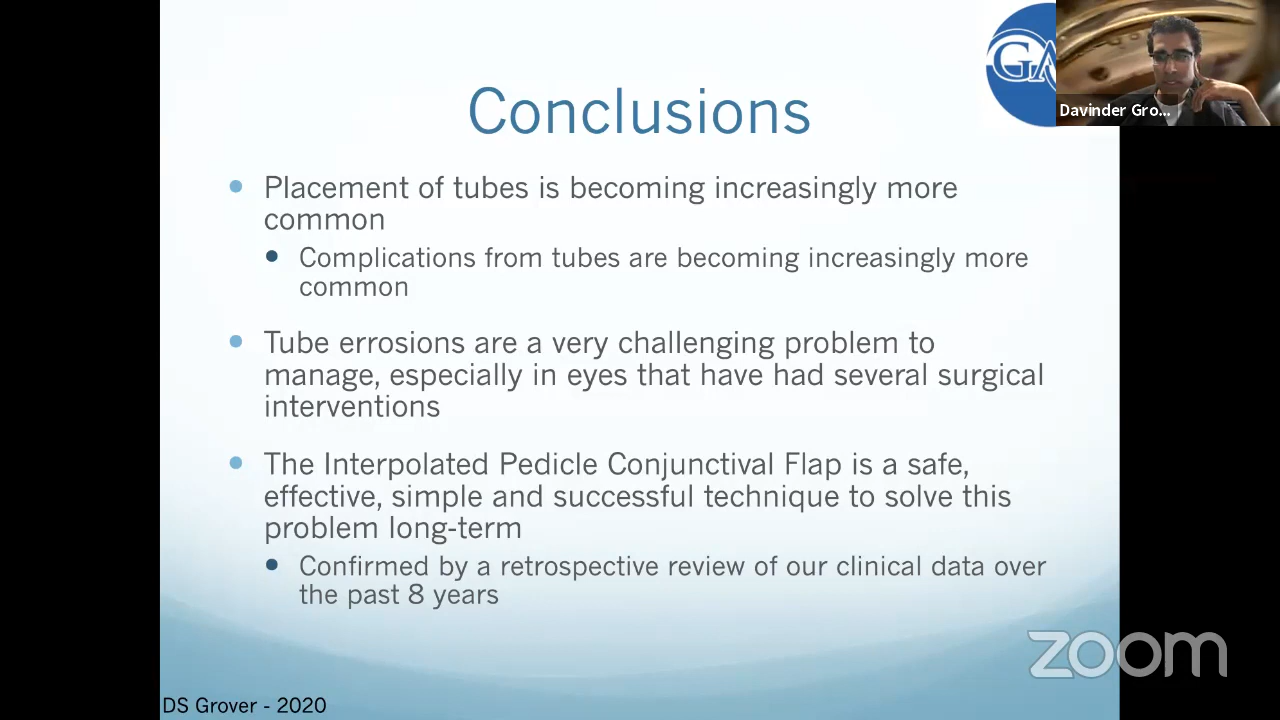 GA
Davinder Gro...
Conclusions
Placement of tubes is becoming increasingly more
common
Complications from tubes are becoming increasingly more
common
Tube errosions are a very challenging problem to
manage, especially in eyes that have had several surgical
interventions
The Interpolated Pedicle Conjunctival Flap is a safe,
effective, simple and successful technique to solve this
problem long-term
Confirmed by a retrospective review of our clinical data over
the past 8 years
zoom
DS Grover - 2020